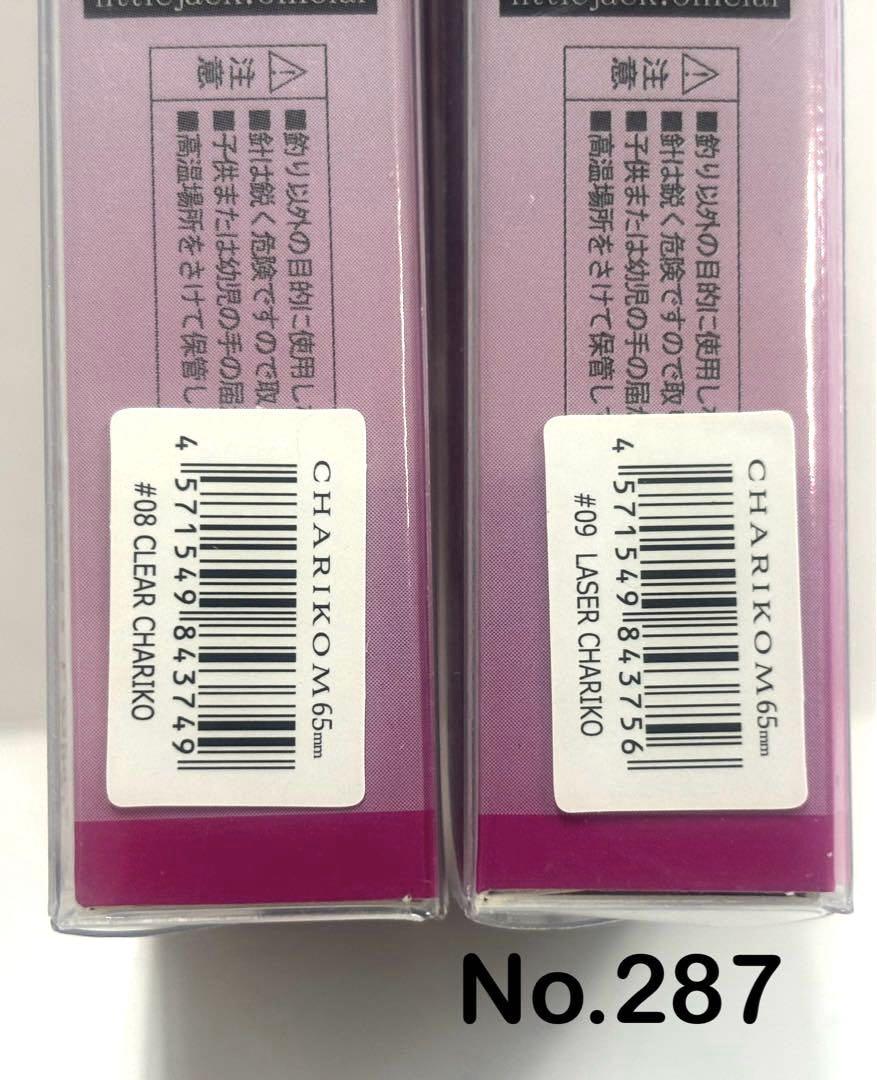 littlejack.official
注意
■釣り以外の目的に使用し
■針は鋭く危険ですので取
■子供または幼児の手の届
■高温場所をさけて保管し
CHARIKO M 65mm
4 571549 843749
#08 CLEAR CHARIKO
littlejack.official
注意
■釣り以外の目的に使用し
■針は鋭く危険ですので取
■子供または幼児の手の届
■高温場所をさけて保管し
CHARIKO M 65mm
4 571549 843756
#09 LASER CHARIKO
No.287